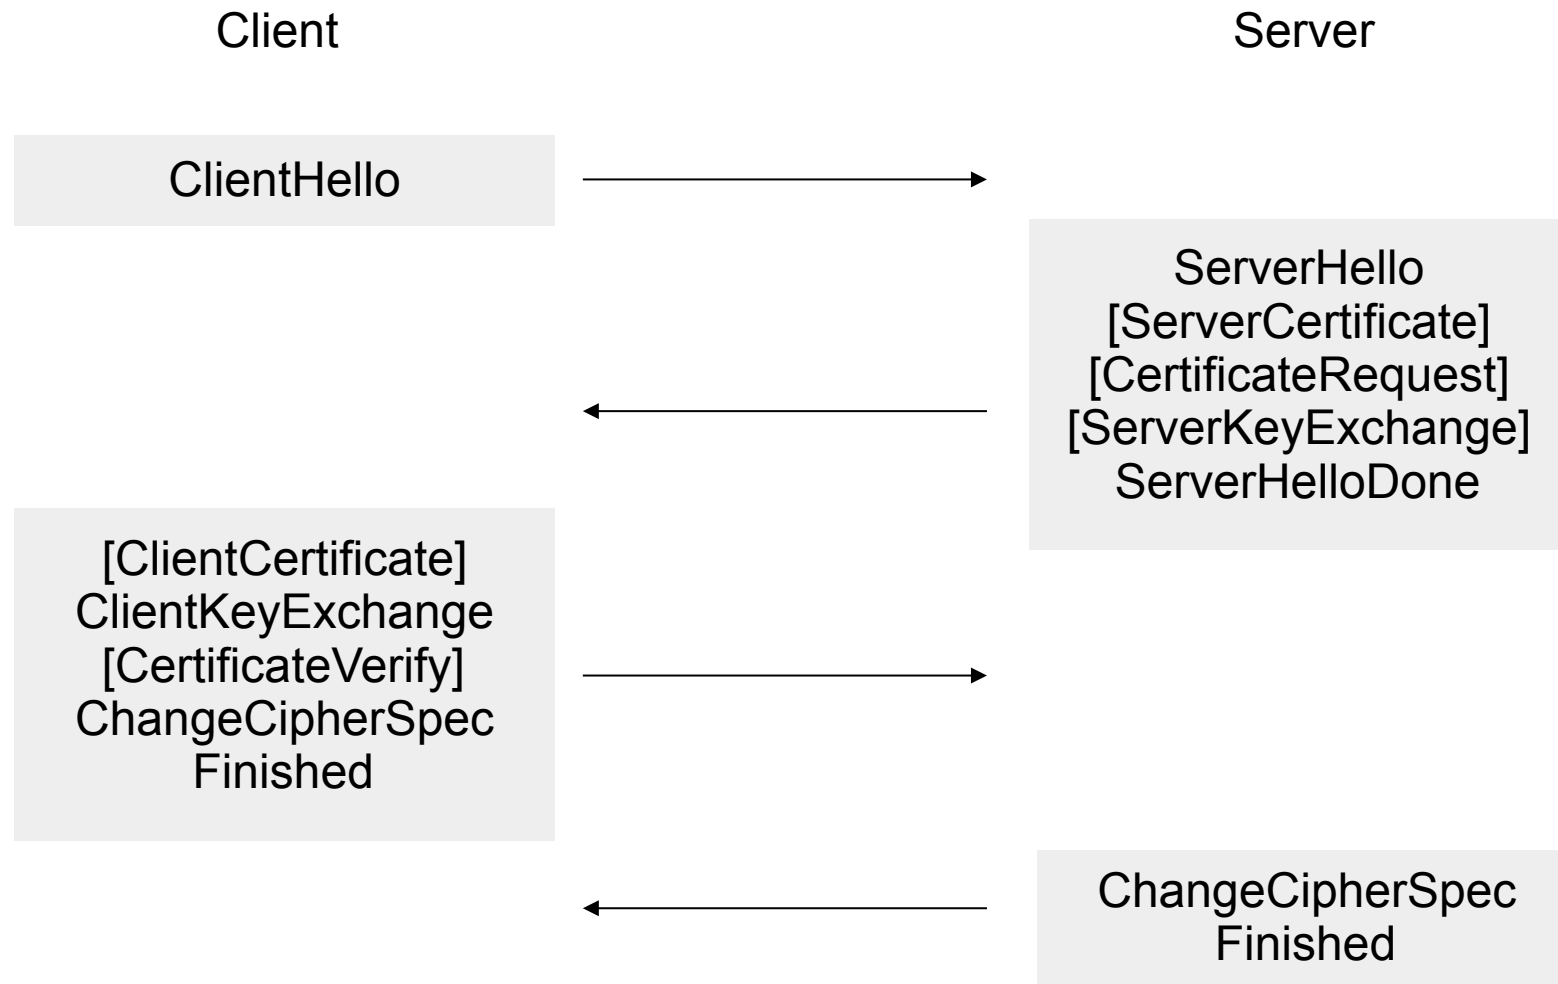 Client
Server
ClientHello
ServerHello
[ServerCertificate]
[CertificateRequest]
[ServerKeyExchange]
ServerHelloDone
[ClientCertificate]
ClientKeyExchange
[CertificateVerify]
ChangeCipherSpec
Finished
ChangeCipherSpec
Finished